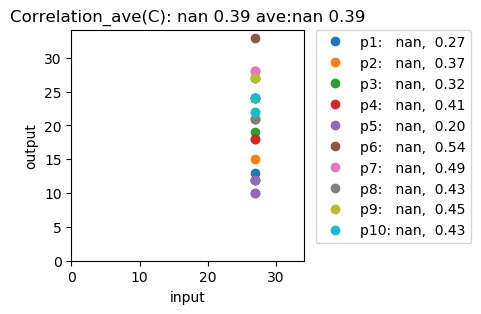 Correlation_ave(C): nan 0.39 ave:nan 0.39
output
30
25
20
15
10
5
0
0 10 20 30
input
p1: nan, 0.27
p2: nan, 0.37
p3: nan, 0.32
p4: nan, 0.41
p5: nan, 0.20
p6: nan, 0.54
p7: nan, 0.49
p8: nan, 0.43
p9: nan, 0.45
p10: nan, 0.43